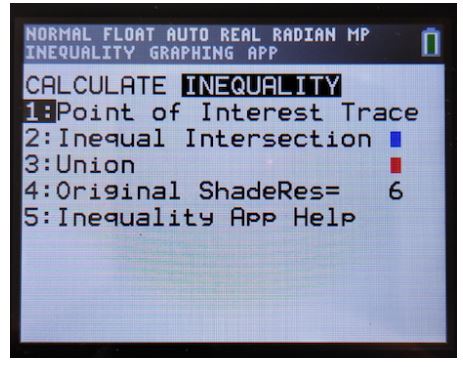 NORMAL FLOAT AUTO REAL RADIAN MP
INEQUALITY GRAPHING APP
CALCULATE INEQUALITY
1:Point of Interest Trace
2:Inequal Intersection
3:Union
4:Original ShadeRes= 6
5:Inequality App Help